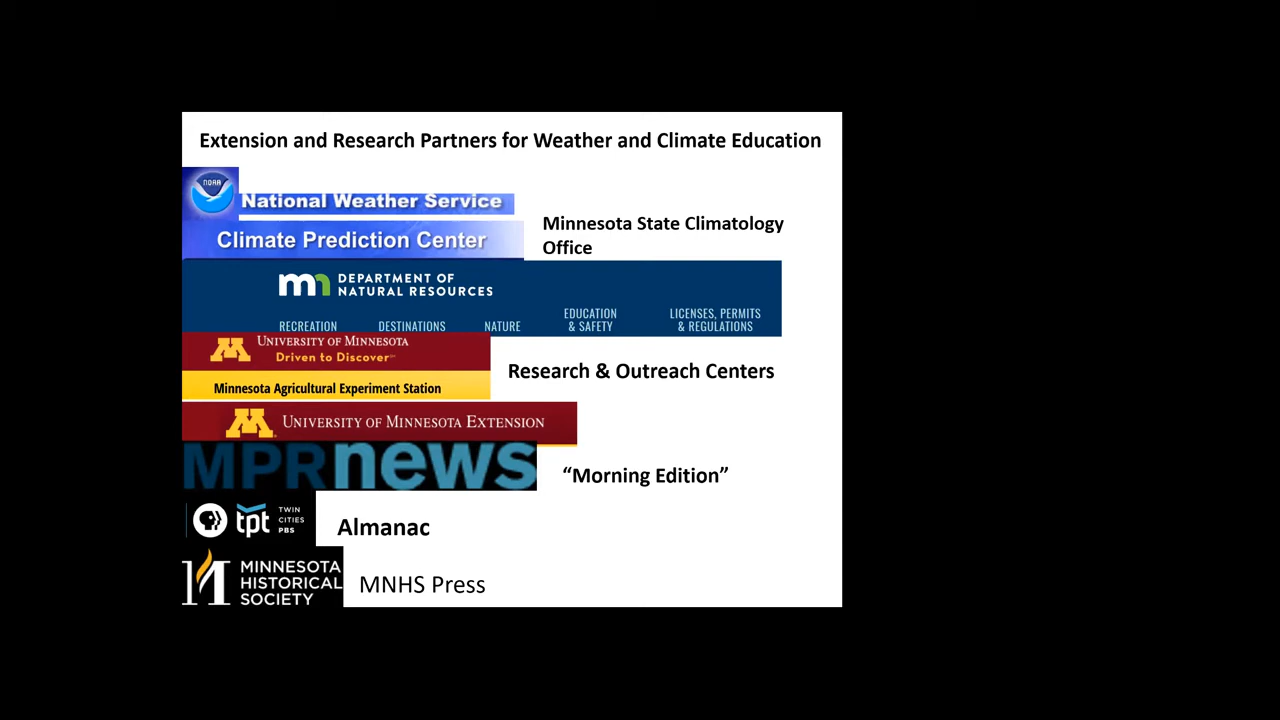 Extension and Research Partners for Weather and Climate Education
NOAA
National Weather Service
Climate Prediction Center
Minnesota State Climatology
Office
mn DEPARTMENT OF
NATURAL RESOURCES
RECREATION DESTINATIONS NATURE EDUCATION & SAFETY LICENSES, PERMITS & REGULATIONS
M UNIVERSITY OF MINNESOTA
Driven to Discover℠
Minnesota Agricultural Experiment Station
Research & Outreach Centers
M UNIVERSITY OF MINNESOTA EXTENSION
MPRnews
“Morning Edition”
PBS tpt TWIN
CITIES
PBS
Almanac
MINNESOTA
HISTORICAL
SOCIETY
MNHS Press